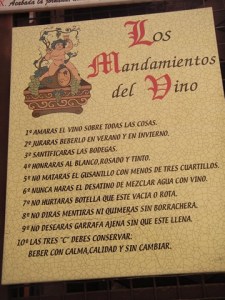 Acabada la jornada
Los
Mandamientos
del Vino
1º AMARAS EL VINO SOBRE TODAS LAS COSAS.
2º JURARAS BEBERLO EN VERANO Y EN INVIERNO.
3º SANTIFICARAS LAS BODEGAS.
4º HONRARAS AL BLANCO, ROSADO Y TINTO.
5º NO MATARAS EL GUSANILLO CON MENOS DE TRES CUARTILLOS.
6º NUNCA NARAS EL DESATINO DE MEZCLAR AGUA CON VINO.
7º NO HURTARAS BOTELLA QUE ESTE VACIA O ROTA.
8º NO DIRAS MENTIRAS NI QUIMERAS SIN BORRACHERA.
9º NO DESEARAS GARRAFA AJENA SIN QUE ESTE LLENA.
10º LAS TRES "C" DEBES CONSERVAR:
BEBER CON CALMA, CALIDAD Y SIN CAMBIAR.